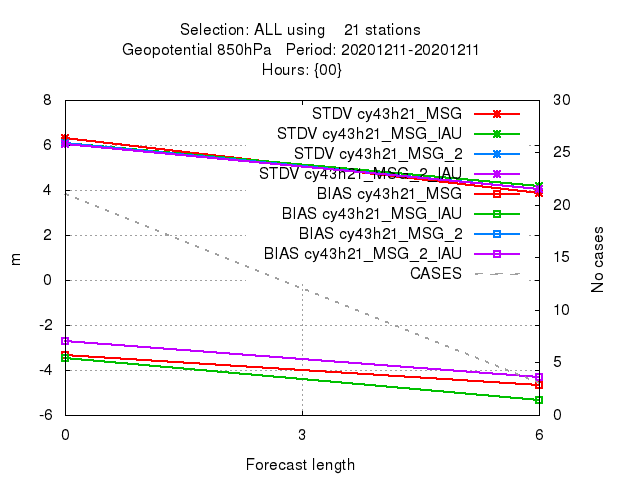 Selection: ALL using 21 stations
Geopotential 850hPa Period: 20201211-20201211
Hours: {00}
8 30
STDV cy43h21_MSG
STDV cy43h21_MSG_IAU
6 25
STDV cy43h21_MSG_2
STDV cy43h21_MSG_2_IAU
4 BIAS cy43h21_MSG
20
BIAS cy43h21_MSG_IAU
2 BIAS cy43h21_MSG_2
BIAS cy43h21_MSG_2_IAU
15
m No cases
0 CASES
10
-2
5
-4
-6 0
0 3 6
Forecast length